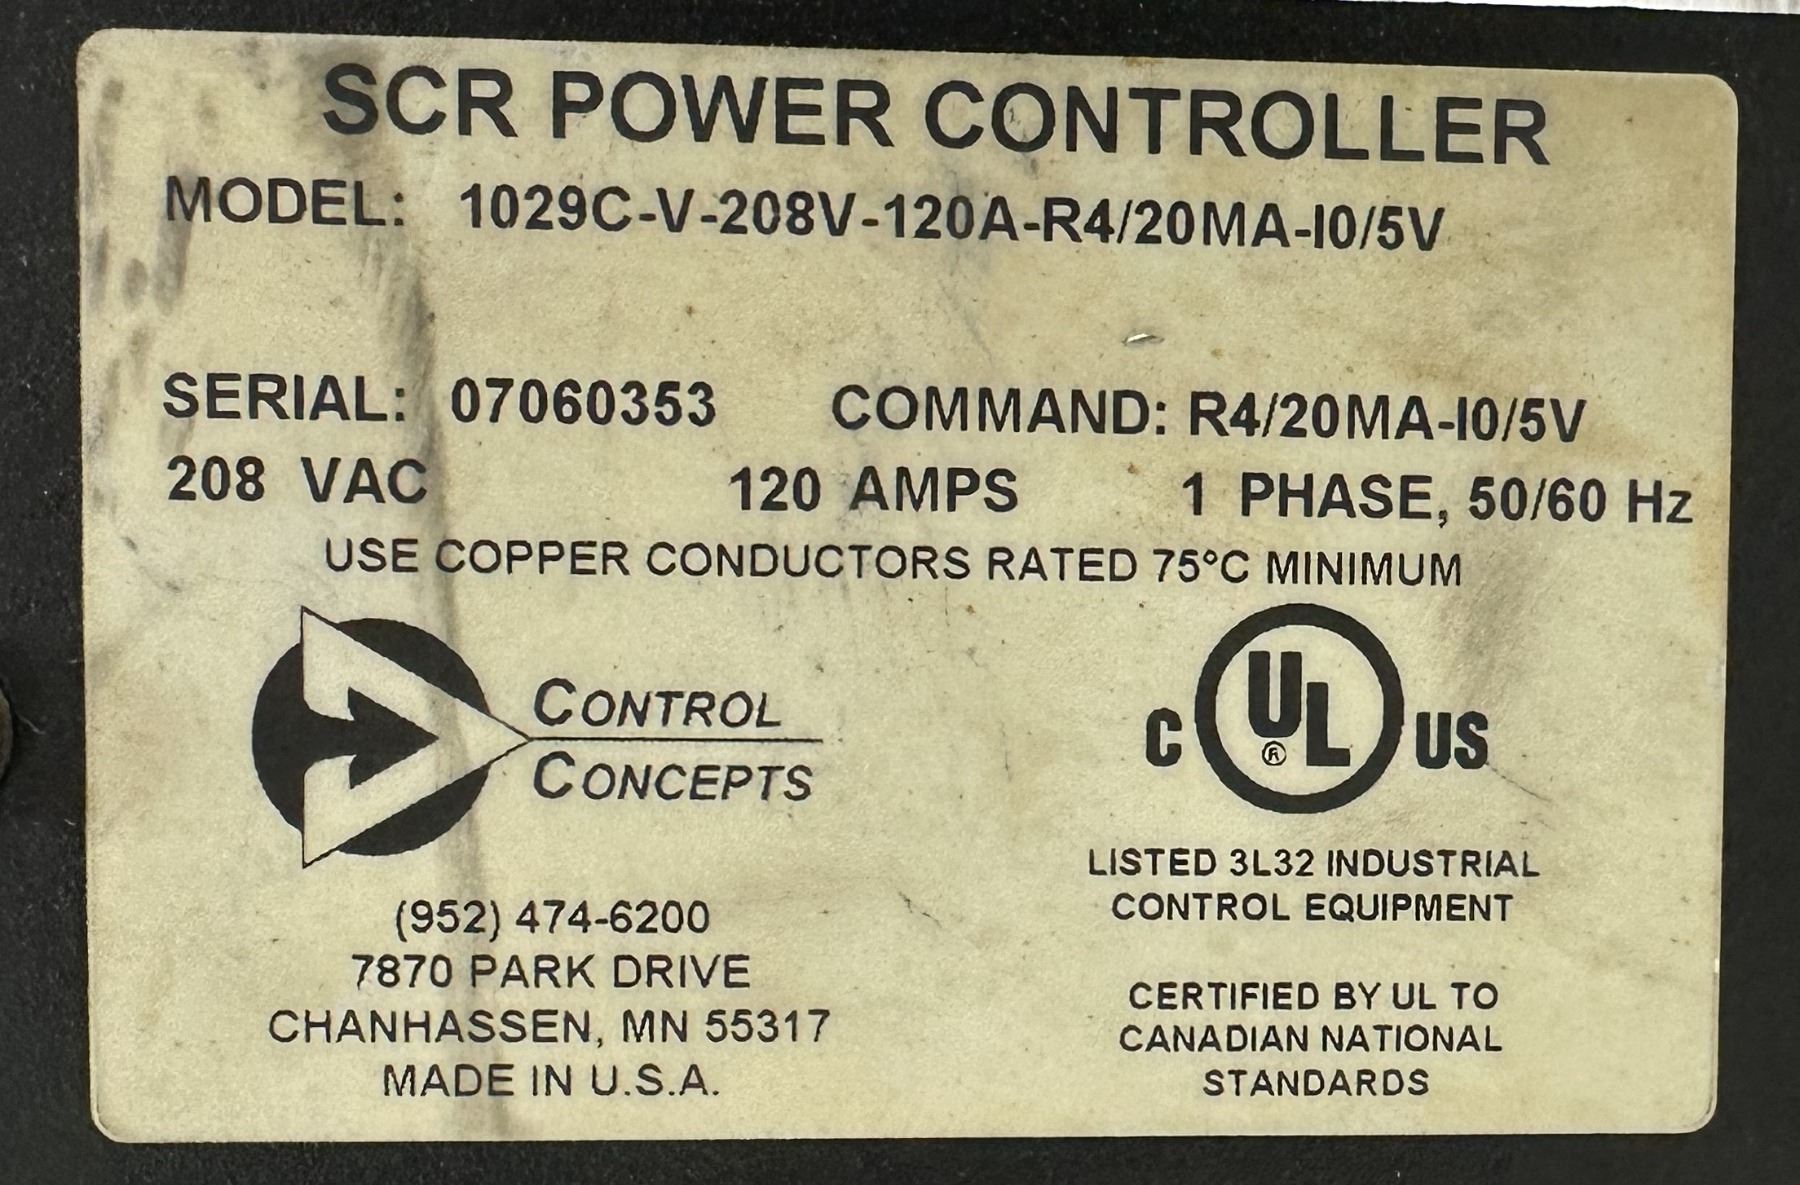 SCR POWER CONTROLLER
MODEL: 1029C-V-208V-120A-R4/20MA-I0/5V
SERIAL: 07060353 COMMAND: R4/20MA-I0/5V
208 VAC 120 AMPS 1 PHASE, 50/60 Hz
USE COPPER CONDUCTORS RATED 75°C MINIMUM
CONTROL
CONCEPTS
C UL® US
LISTED 3L32 INDUSTRIAL
CONTROL EQUIPMENT
(952) 474-6200
7870 PARK DRIVE
CHANHASSEN, MN 55317
MADE IN U.S.A.
CERTIFIED BY UL TO
CANADIAN NATIONAL
STANDARDS